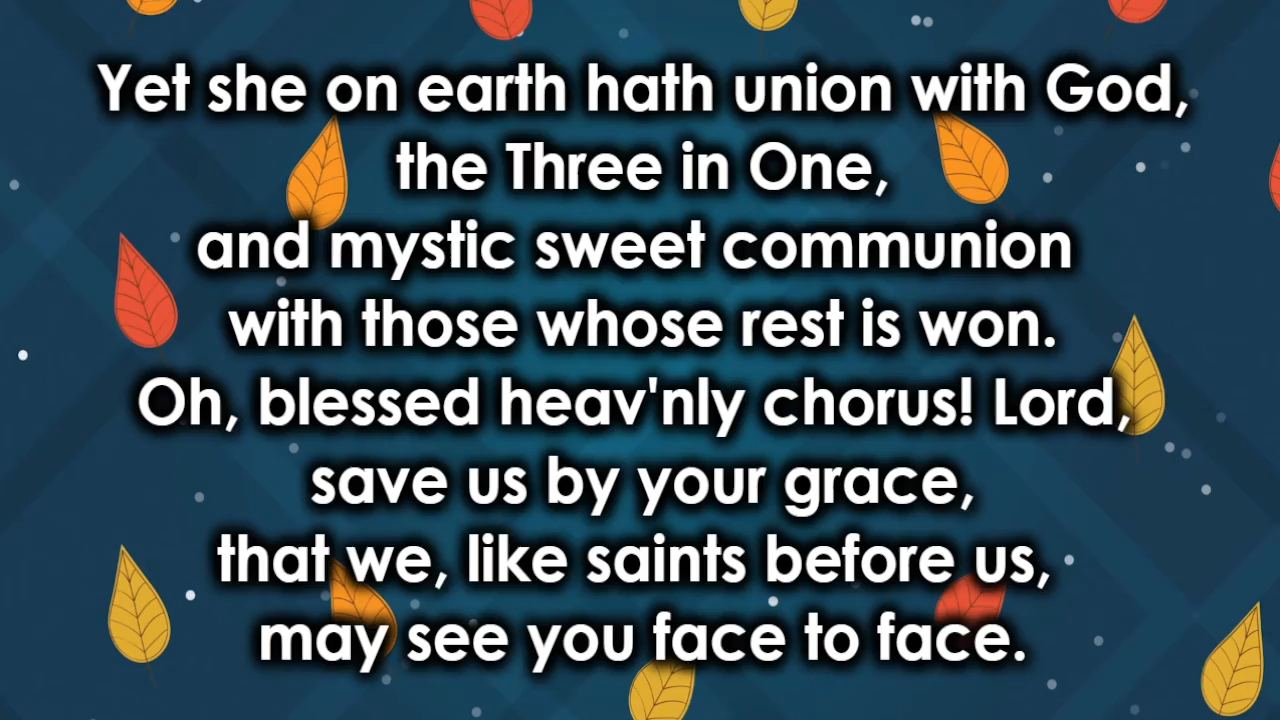 Yet she on earth hath union with God,
the Three in One,
and mystic sweet communion
with those whose rest is won.
Oh, blessed heav'nly chorus! Lord,
save us by your grace,
that we, like saints before us,
may see you face to face.